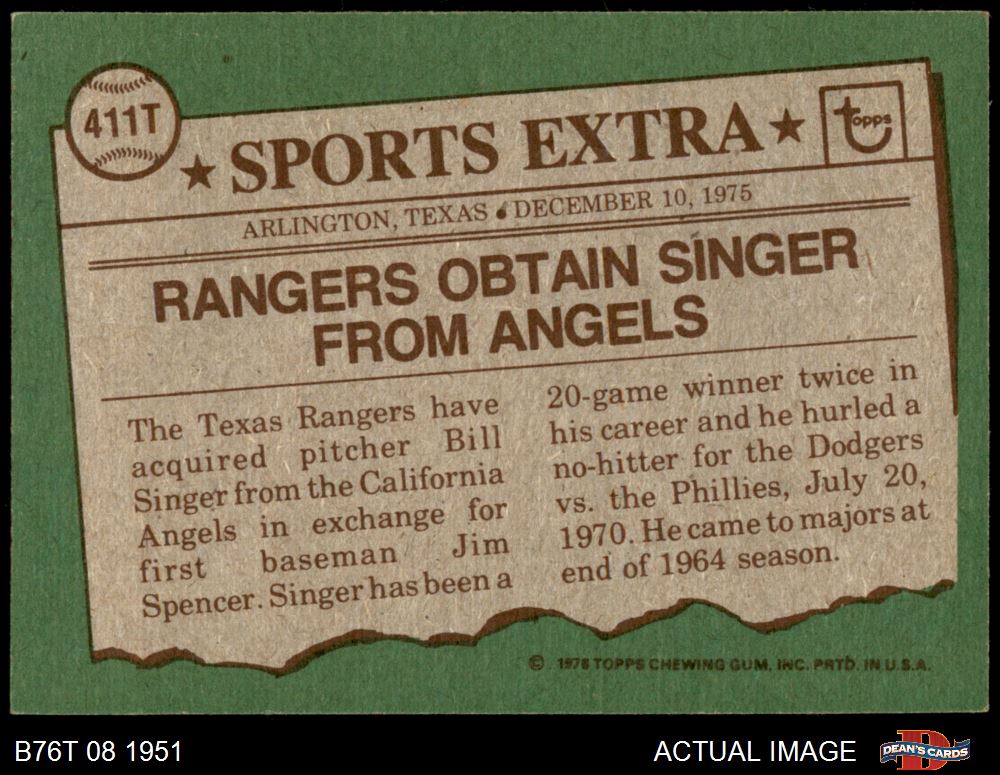 411T
★ SPORTS EXTRA ★
topps
ARLINGTON, TEXAS • DECEMBER 10, 1975
RANGERS OBTAIN SINGER
FROM ANGELS
The Texas Rangers have
acquired pitcher Bill
Singer from the California
Angels in exchange for
first baseman Jim
Spencer. Singer has been a
20-game winner twice in
his career and he hurled a
no-hitter for the Dodgers
vs. the Phillies, July 20,
1970. He came to majors at
end of 1964 season.
© 1976 TOPPS CHEWING GUM, INC. PRTD. IN U.S.A.
B76T 08 1951
ACTUAL IMAGE
DEAN'S CARDS